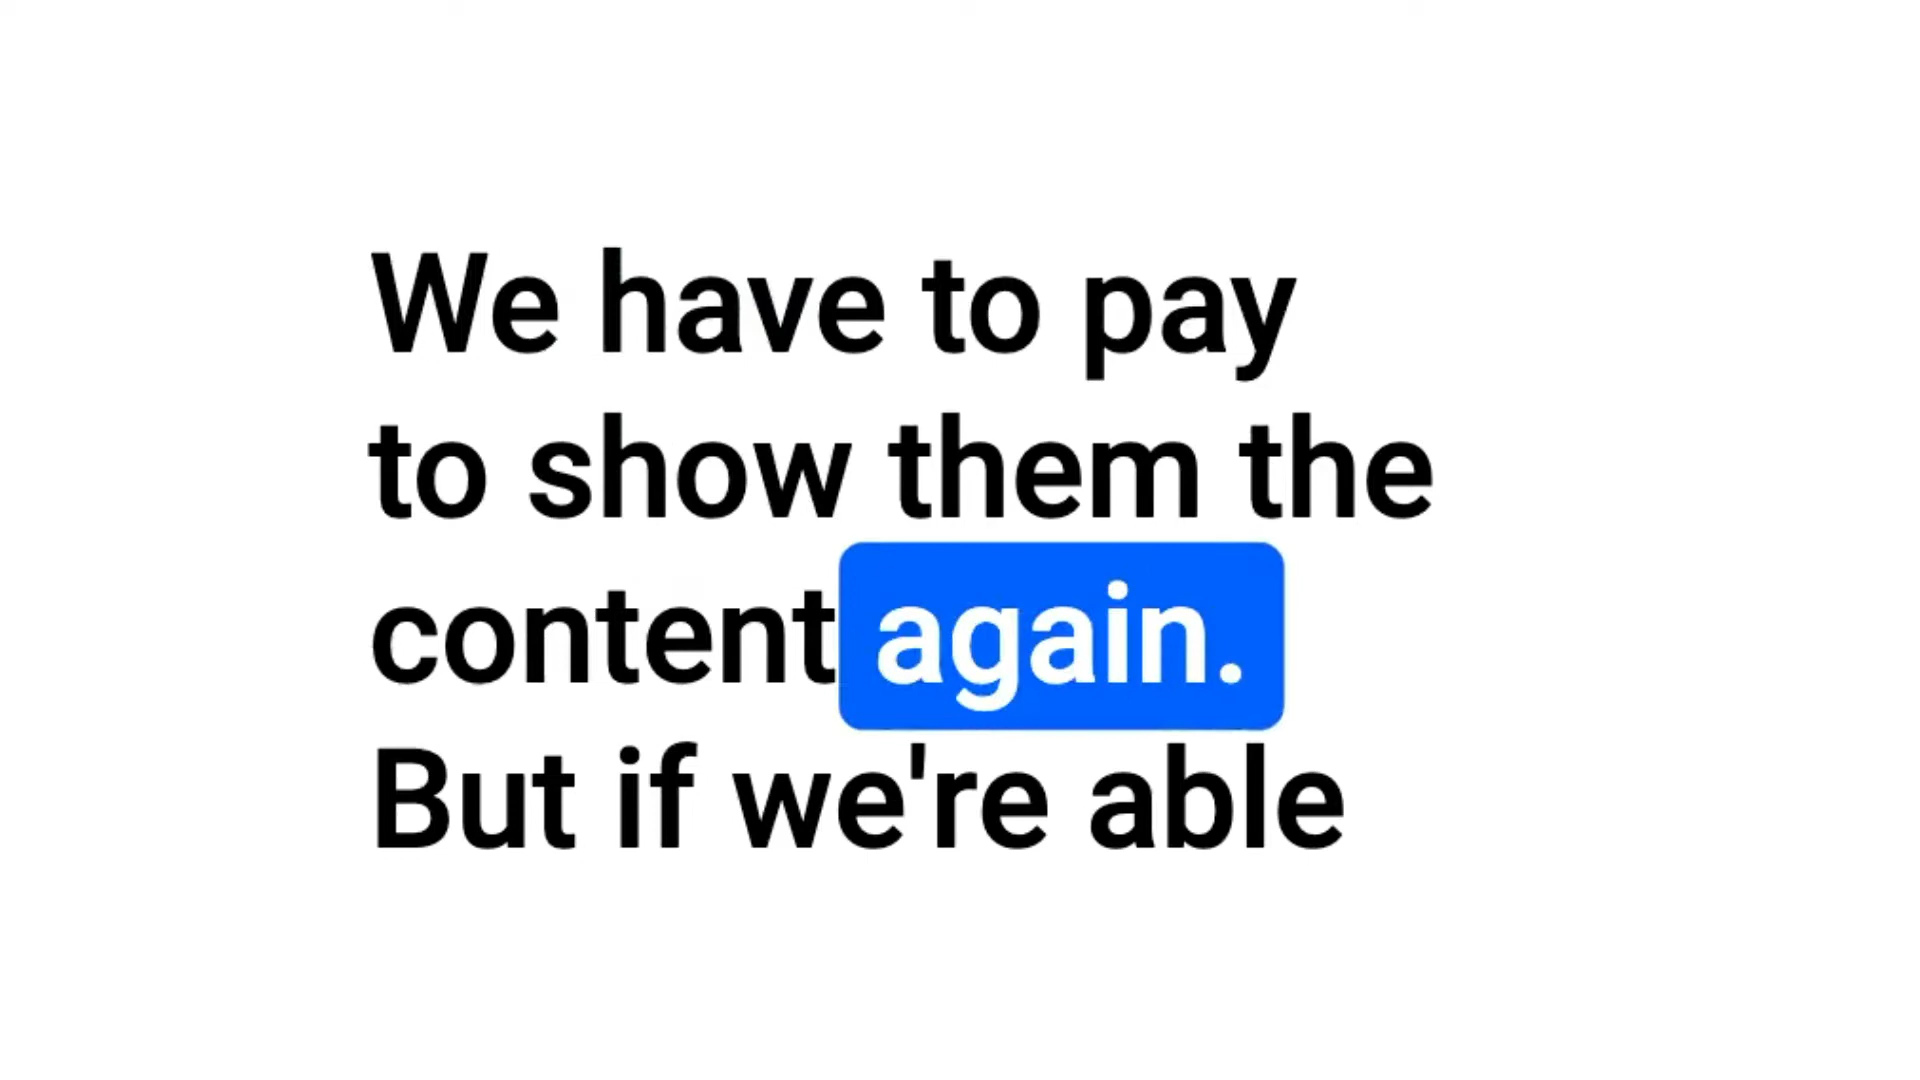 We have to pay
to show them the
content again.
But if we're able